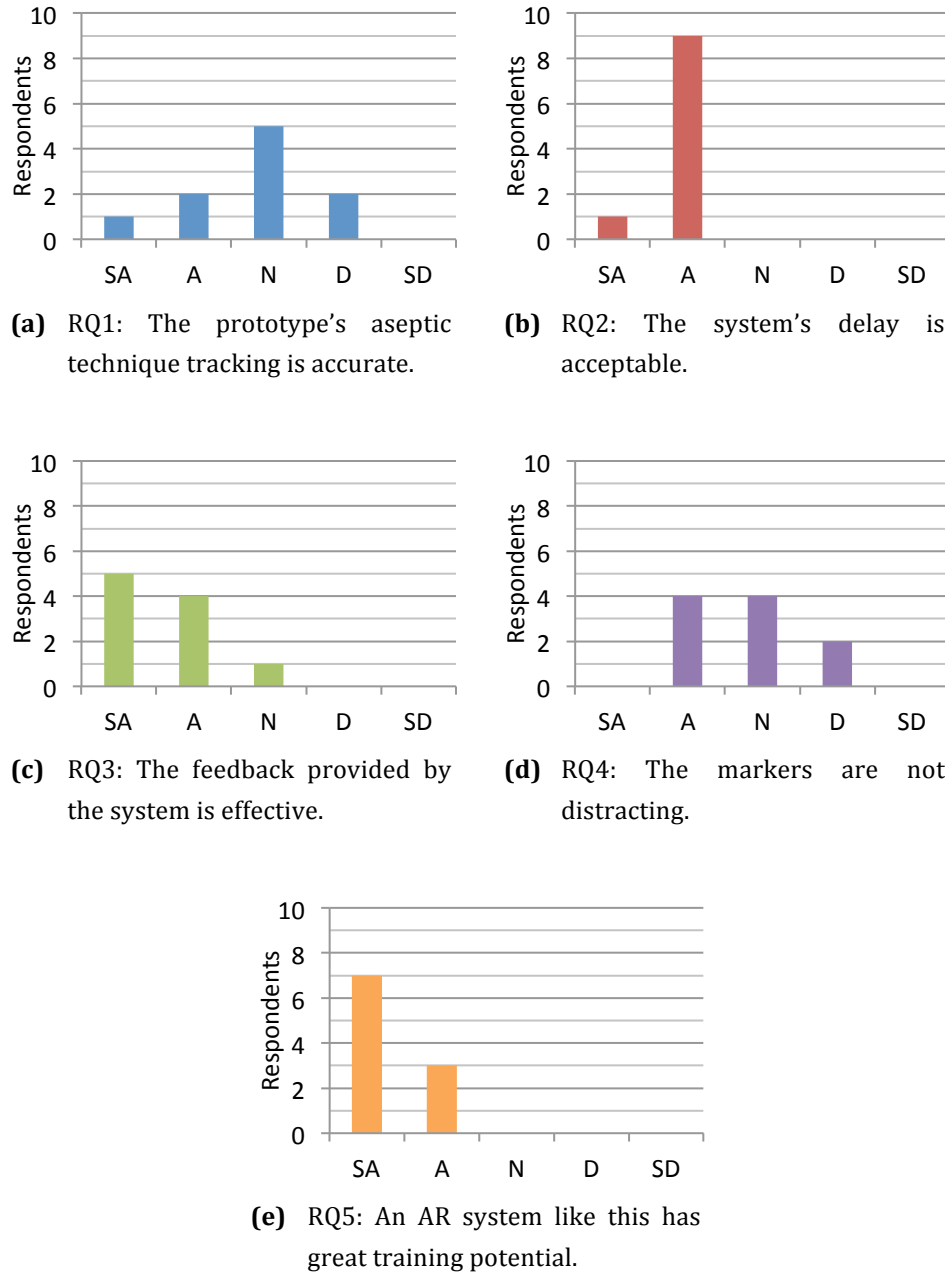 10
8
6
4
2
0
Respondents
SA A N D SD
(a) RQ1: The prototype’s aseptic
technique tracking is accurate.
10
8
6
4
2
0
Respondents
SA A N D SD
(b) RQ2: The system’s delay is
acceptable.
10
8
6
4
2
0
Respondents
SA A N D SD
(c) RQ3: The feedback provided by
the system is effective.
10
8
6
4
2
0
Respondents
SA A N D SD
(d) RQ4: The markers are not
distracting.
10
8
6
4
2
0
Respondents
SA A N D SD
(e) RQ5: An AR system like this has
great training potential.